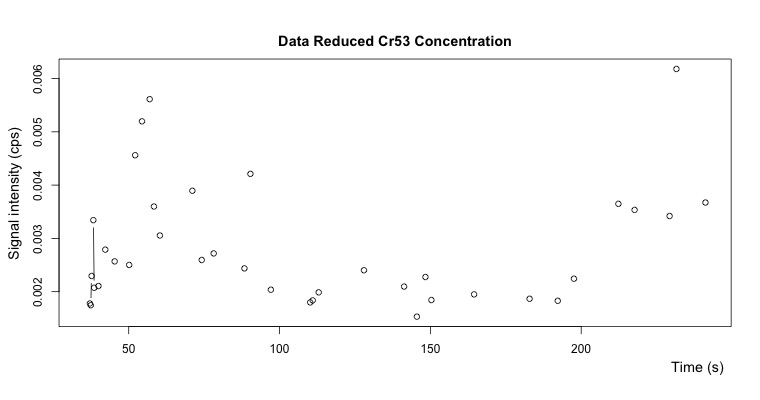 Data Reduced Cr53 Concentration
Signal intensity (cps)
0.006
0.005
0.004
0.003
0.002
50 100 150 200
Time (s)